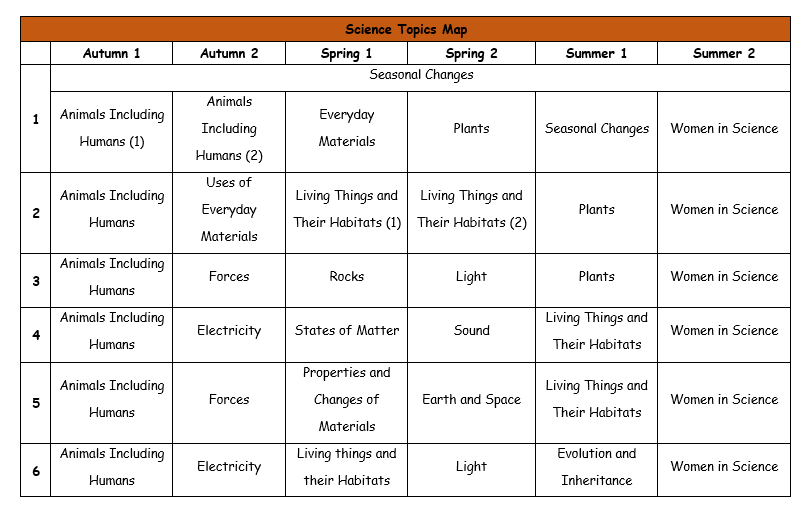 Science Topics Map
Autumn 1 Autumn 2 Spring 1 Spring 2 Summer 1 Summer 2
1
Seasonal Changes
Animals Including
Humans (1)
Animals
Including
Humans (2)
Everyday
Materials
Plants
Seasonal Changes
Women in Science
2
Animals Including
Humans
Uses of
Everyday
Materials
Living Things and
Their Habitats (1)
Living Things and
Their Habitats (2)
Plants
Women in Science
3
Animals Including
Humans
Forces
Rocks
Light
Plants
Women in Science
4
Animals Including
Humans
Electricity
States of Matter
Sound
Living Things and
Their Habitats
Women in Science
5
Animals Including
Humans
Forces
Properties and
Changes of
Materials
Earth and Space
Living Things and
Their Habitats
Women in Science
6
Animals Including
Humans
Electricity
Living things and
their Habitats
Light
Evolution and
Inheritance
Women in Science